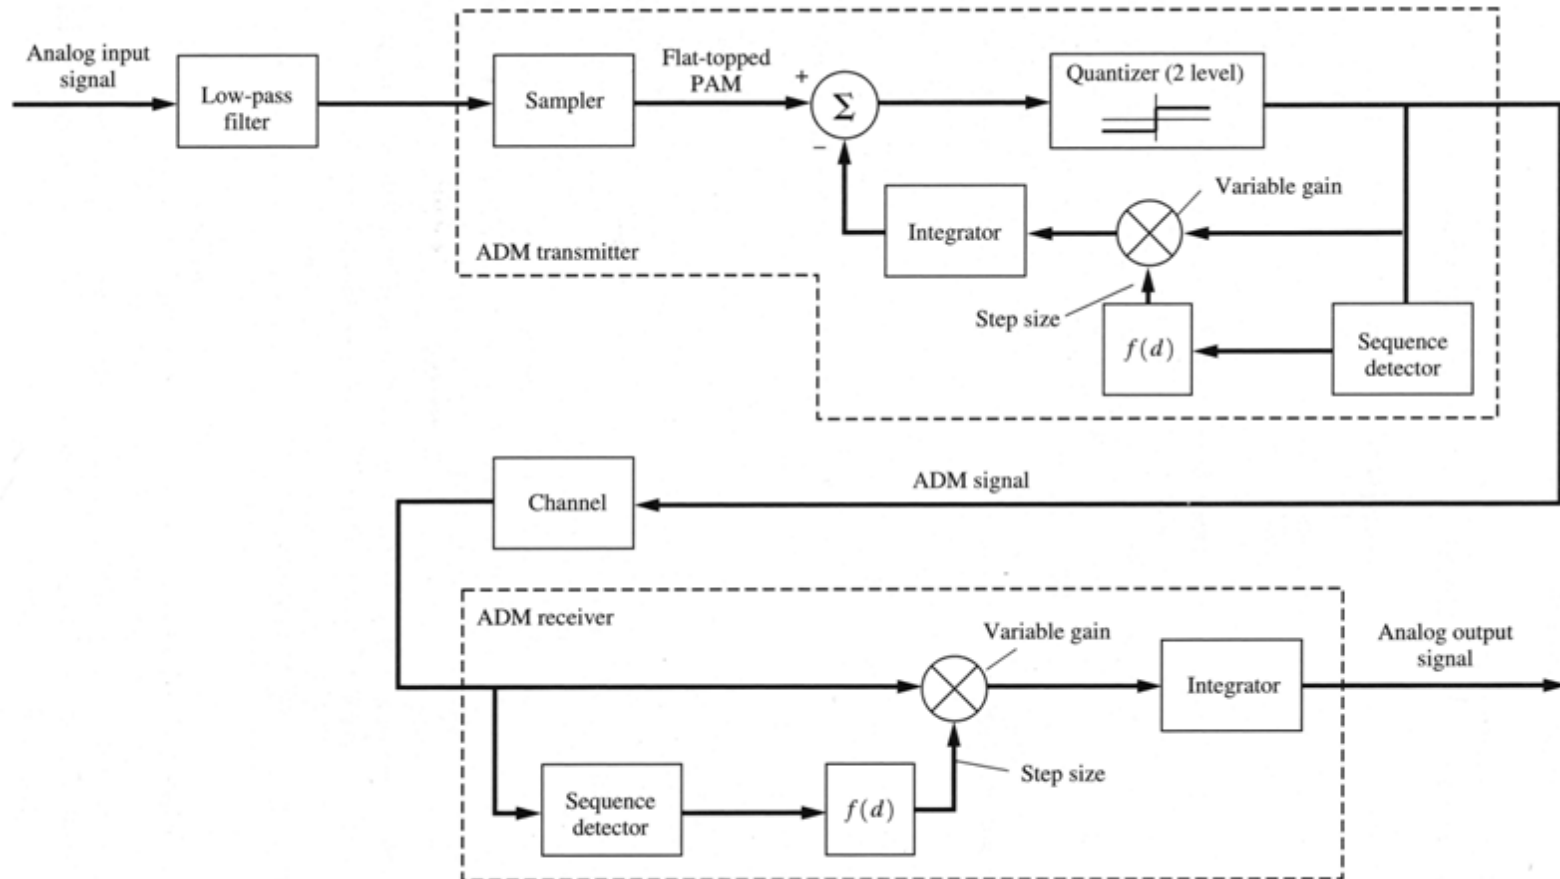 Analog input
signal
Low-pass
filter
Sampler
Flat-topped
PAM
+
Σ
−
Quantizer (2 level)
Variable gain
Integrator
ADM transmitter
Step size
f(d)
Sequence
detector
Channel
ADM signal
ADM receiver
Variable gain
Integrator
Analog output
signal
Step size
Sequence
detector
f(d)